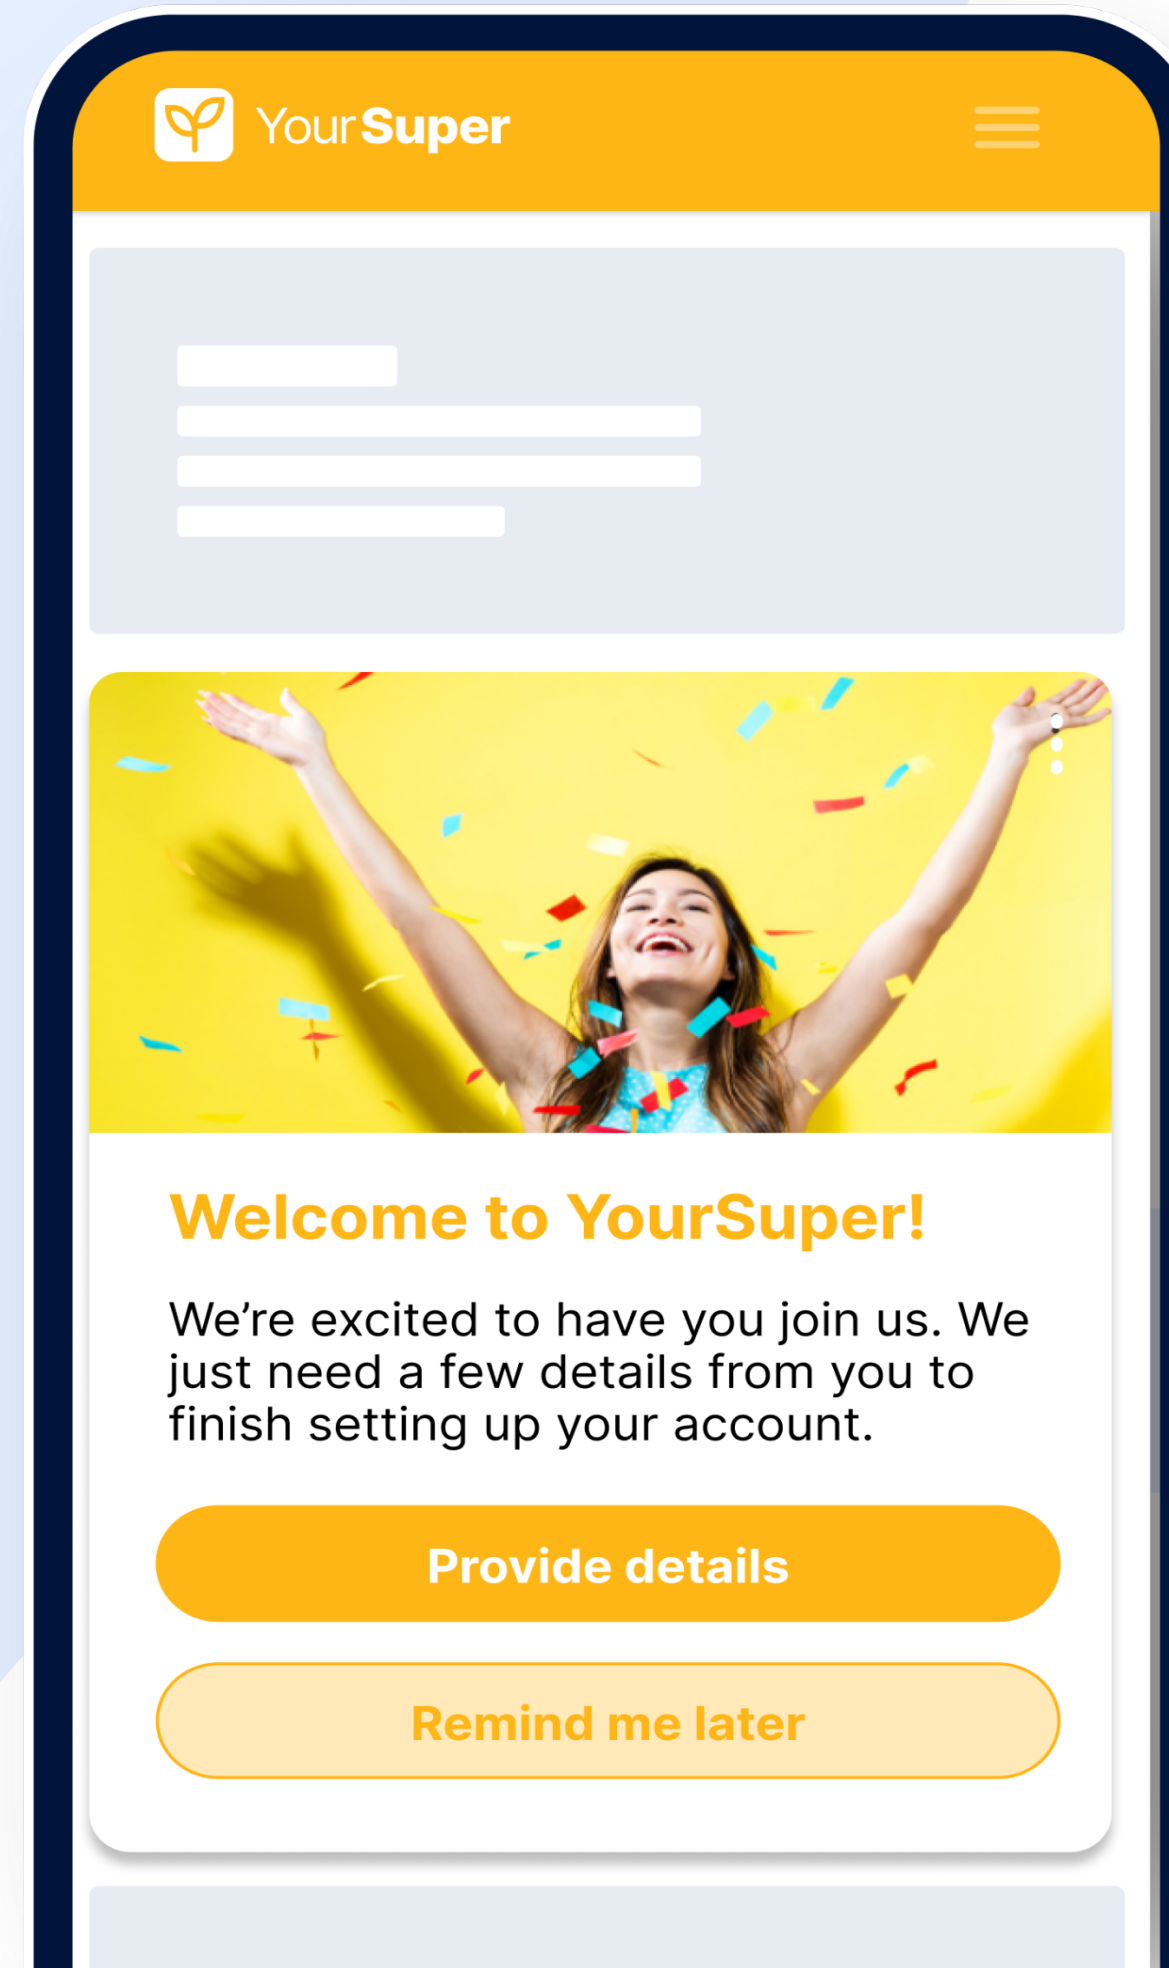 YourSuper
Welcome to YourSuper!
We’re excited to have you join us. We
just need a few details from you to
finish setting up your account.
Provide details
Remind me later